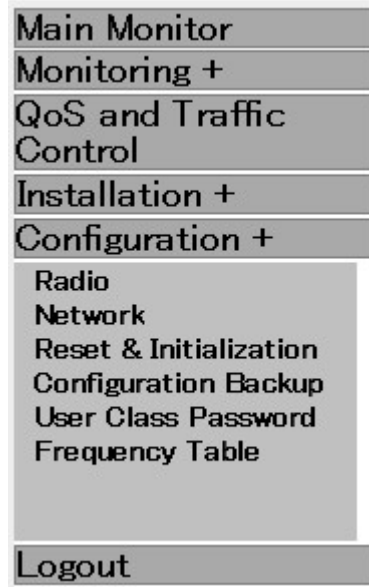 Main Monitor
Monitoring +
QoS and Traffic
Control
Installation +
Configuration +
Radio
Network
Reset & Initialization
Configuration Backup
User Class Password
Frequency Table
Logout